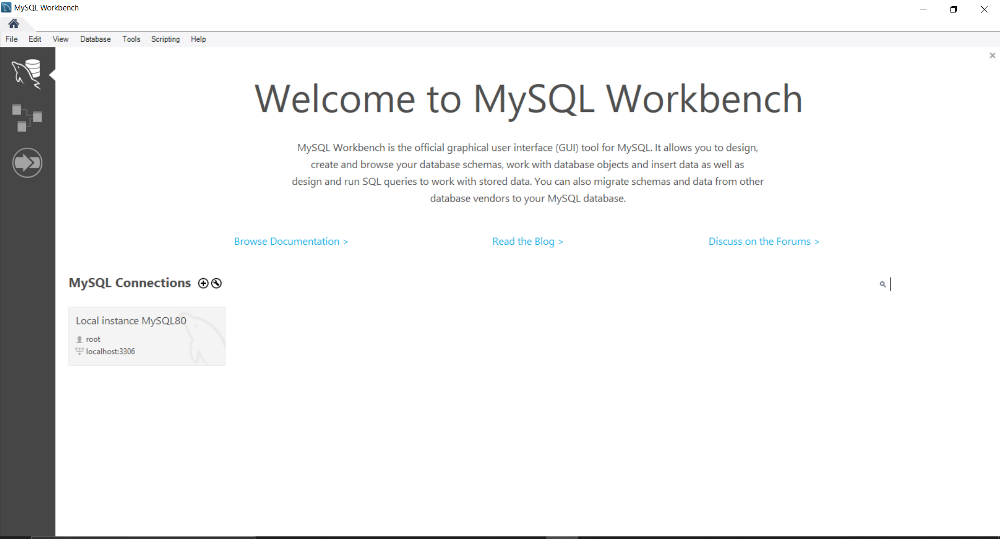 MySQL Workbench
File Edit View Database Tools Scripting Help
Welcome to MySQL Workbench
MySQL Workbench is the official graphical user interface (GUI) tool for MySQL. It allows you to design,
create and browse your database schemas, work with database objects and insert data as well as
design and run SQL queries to work with stored data. You can also migrate schemas and data from other
database vendors to your MySQL database.
Browse Documentation > Read the Blog > Discuss on the Forums >
MySQL Connections
Local instance MySQL80
root
localhost:3306